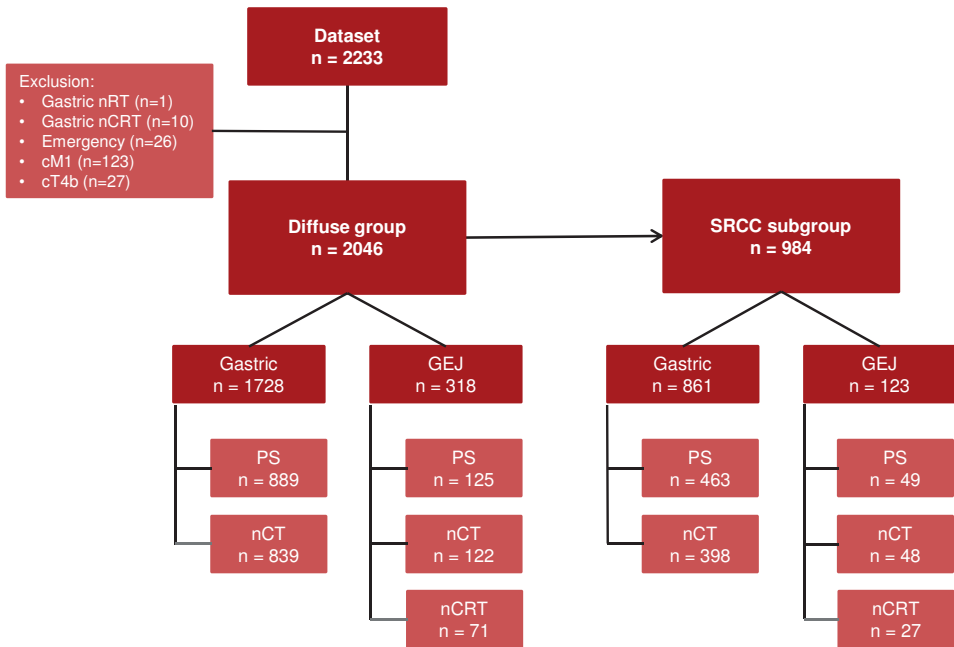 Dataset
n = 2233
Exclusion:
• Gastric nRT (n=1)
• Gastric nCRT (n=10)
• Emergency (n=26)
• cM1 (n=123)
• cT4b (n=27)
Diffuse group
n = 2046
SRCC subgroup
n = 984
Gastric
n = 1728
GEJ
n = 318
Gastric
n = 861
GEJ
n = 123
PS
n = 889
PS
n = 125
PS
n = 463
PS
n = 49
nCT
n = 839
nCT
n = 122
nCT
n = 398
nCT
n = 48
nCRT
n = 71
nCRT
n = 27